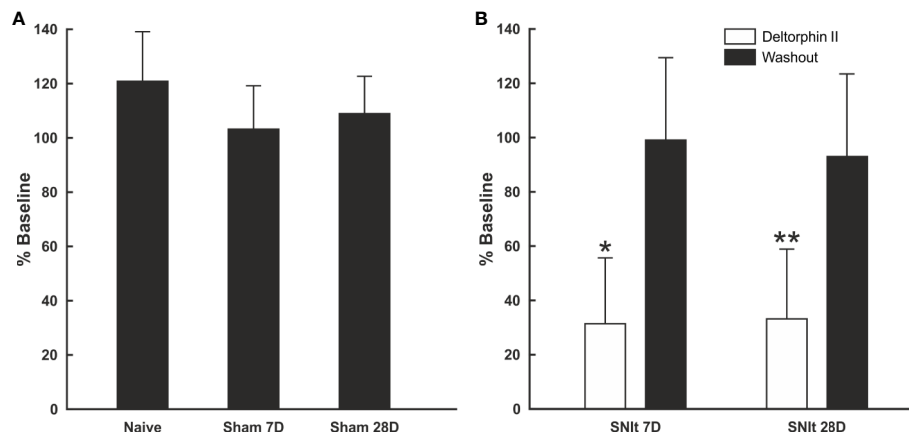 A
% Baseline
140
120
100
80
60
40
20
0
Naive Sham 7D Sham 28D
B
Deltorphin II
Washout
% Baseline
140
120
100
80
60
40
20
0
*
**
SNIt 7D SNIt 28D